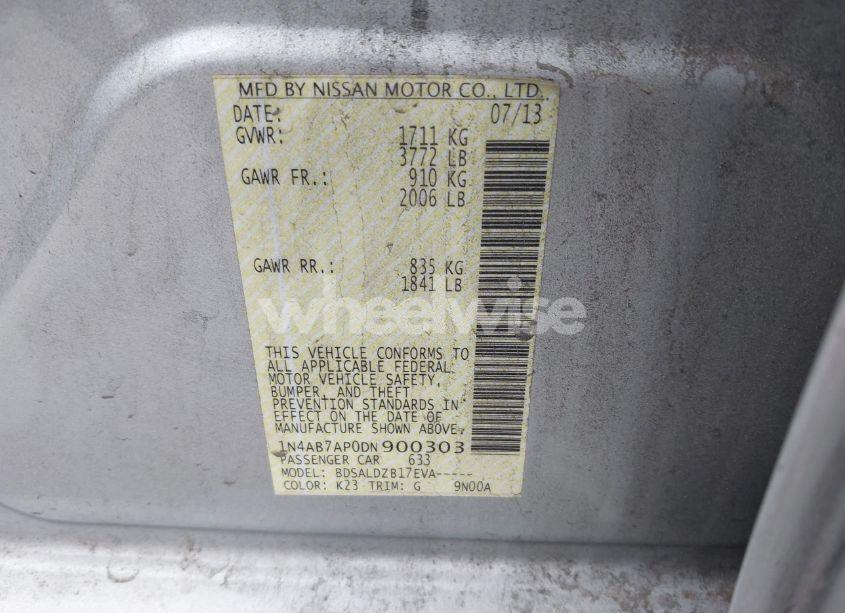 MFD BY NISSAN MOTOR CO., LTD.
DATE: 07/13
GVWR: 1711 KG
3772 LB
GAWR FR.: 910 KG
2006 LB
GAWR RR.: 835 KG
1841 LB
wheelwise
THIS VEHICLE CONFORMS TO
ALL APPLICABLE FEDERAL
MOTOR VEHICLE SAFETY,
BUMPER, AND THEFT
PREVENTION STANDARDS IN
EFFECT ON THE DATE OF
MANUFACTURE SHOWN ABOVE.
1N4AB7AP0DN 900303
PASSENGER CAR 633
MODEL: BDSALDZB17EVA-----
COLOR: K23 TRIM: G 9N00A